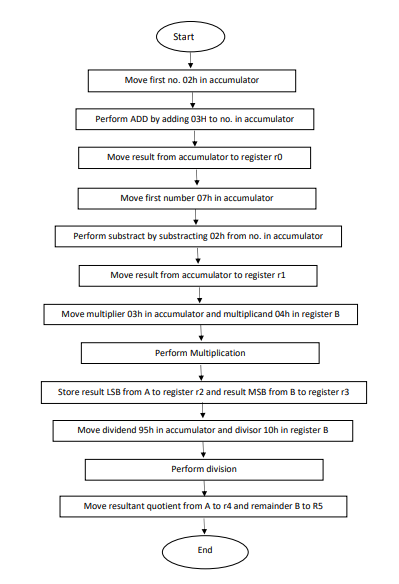 Start
Move first no. 02h in accumulator
Perform ADD by adding 03H to no. in accumulator
Move result from accumulator to register r0
Move first number 07h in accumulator
Perform substract by substracting 02h from no. in accumulator
Move result from accumulator to register r1
Move multiplier 03h in accumulator and multiplicand 04h in register B
Perform Multiplication
Store result LSB from A to register r2 and result MSB from B to register r3
Move dividend 95h in accumulator and divisor 10h in register B
Perform division
Move resultant quotient from A to r4 and remainder B to R5
End